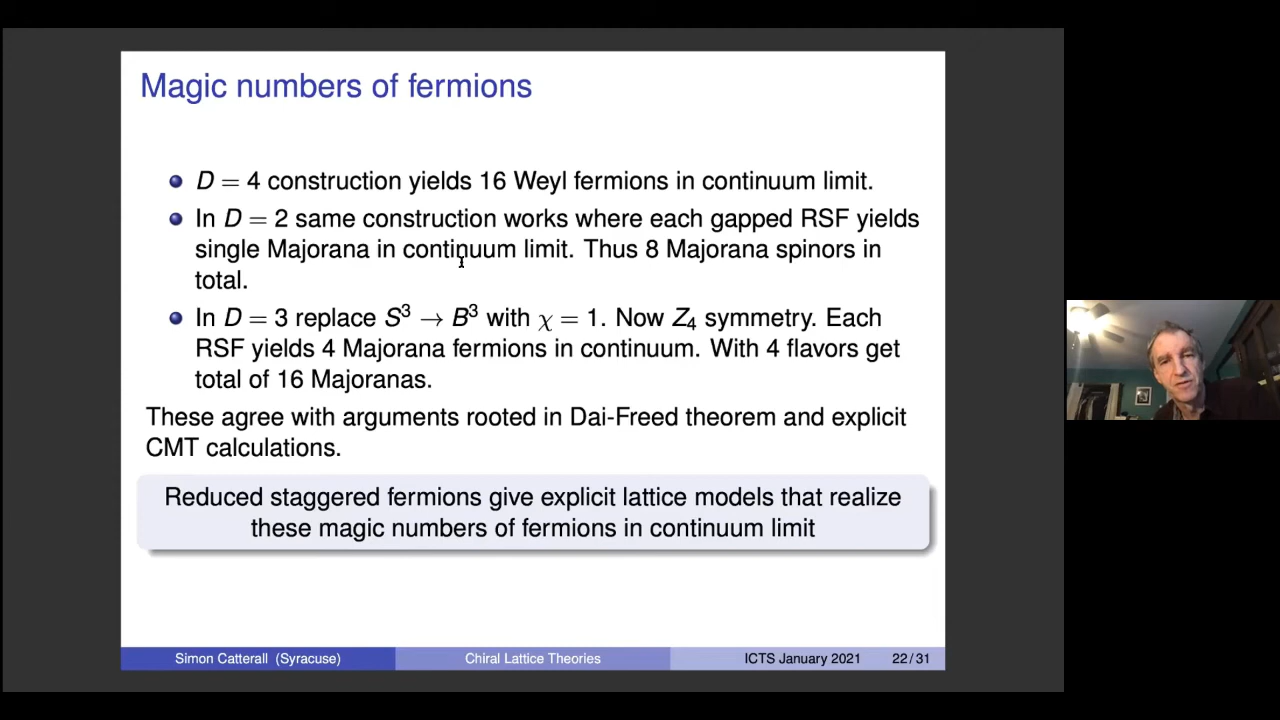 Magic numbers of fermions
D = 4 construction yields 16 Weyl fermions in continuum limit.
In D = 2 same construction works where each gapped RSF yields
single Majorana in continuum limit. Thus 8 Majorana spinors in
total.
In D = 3 replace S³ → B³ with χ = 1. Now Z₄ symmetry. Each
RSF yields 4 Majorana fermions in continuum. With 4 flavors get
total of 16 Majoranas.
These agree with arguments rooted in Dai-Freed theorem and explicit
CMT calculations.
Reduced staggered fermions give explicit lattice models that realize
these magic numbers of fermions in continuum limit
Simon Catterall (Syracuse) Chiral Lattice Theories ICTS January 2021 22/31